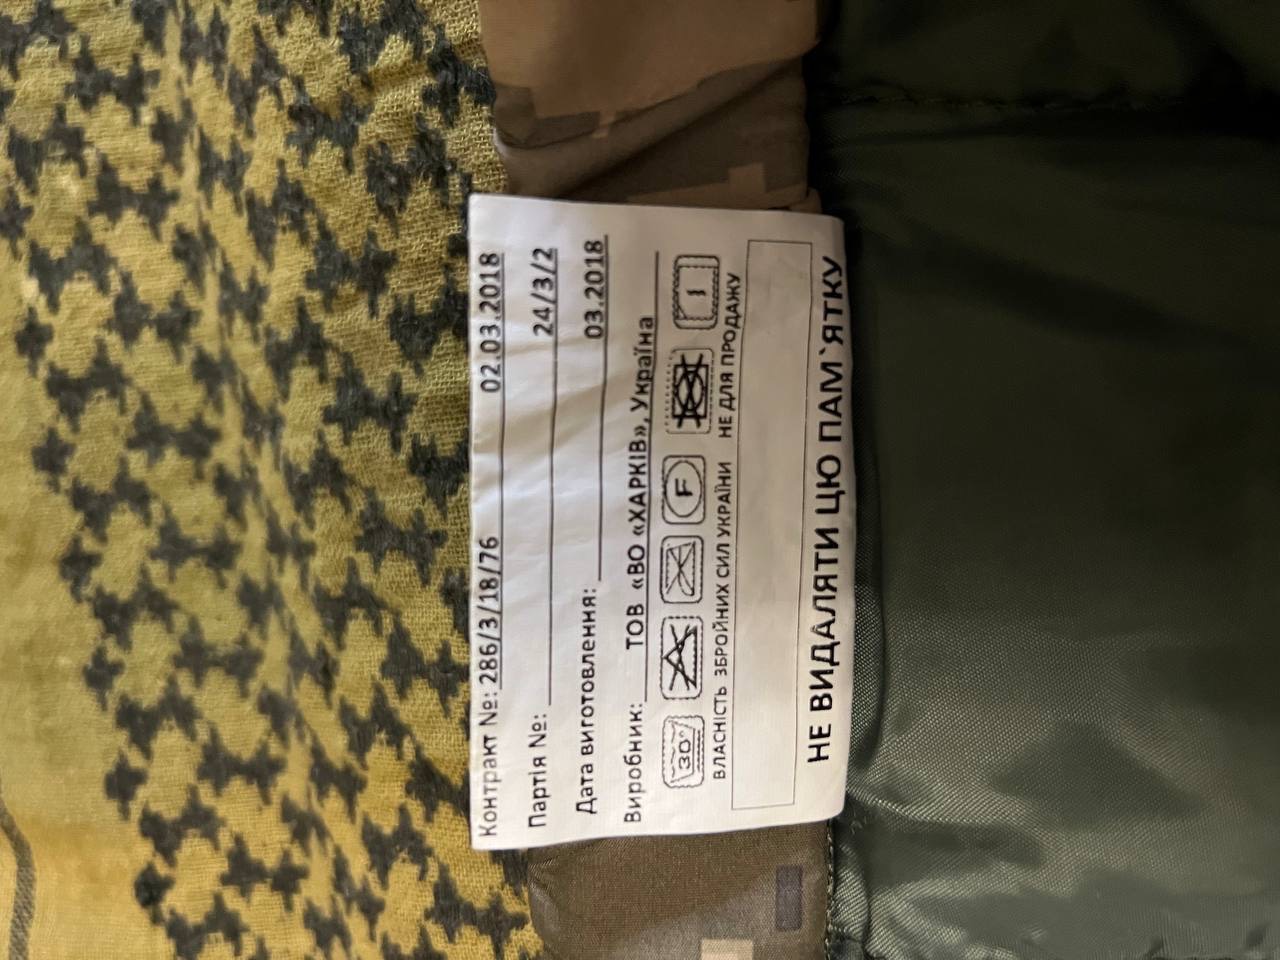 Контракт №: 286/3/18/76 02.03.2018
Партія №: 24/3/2
Дата виготовлення: 03.2018
Виробник: ТОВ «ВО «ХАРКІВ», Україна
30° F
ВЛАСНІСТЬ ЗБРОЙНИХ СИЛ УКРАЇНИ НЕ ДЛЯ ПРОДАЖУ
НЕ ВИДАЛЯТИ ЦЮ ПАМ`ЯТКУ